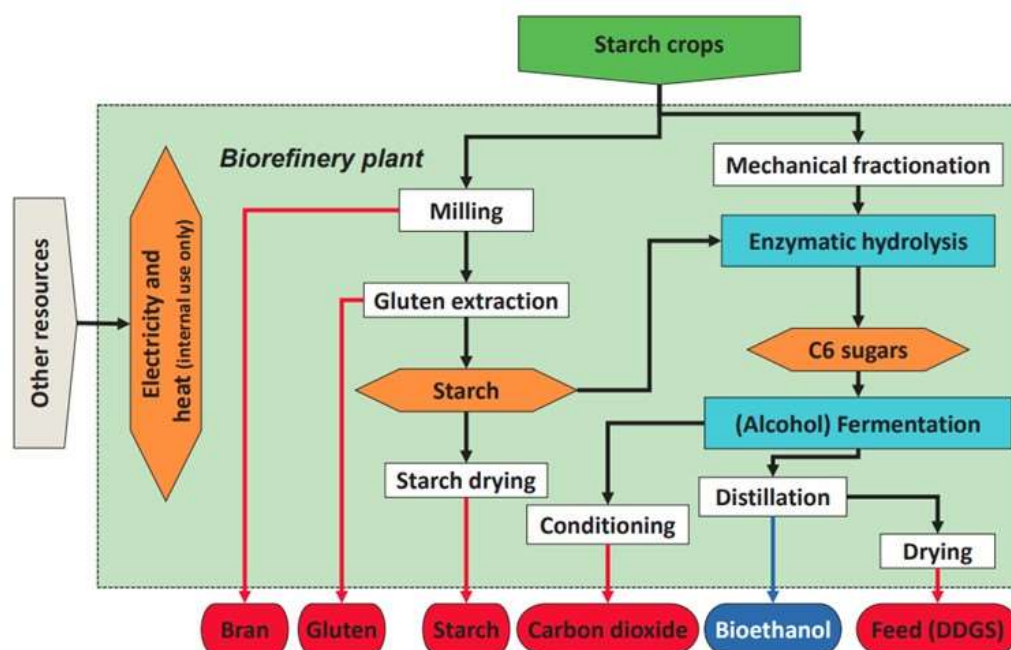 Starch crops
Biorefinery plant
Mechanical fractionation
Milling
Enzymatic hydrolysis
Other resources
Electricity and
heat (internal use only)
Gluten extraction
C6 sugars
Starch
(Alcohol) Fermentation
Starch drying
Distillation
Conditioning
Drying
Bran
Gluten
Starch
Carbon dioxide
Bioethanol
Feed (DDGS)